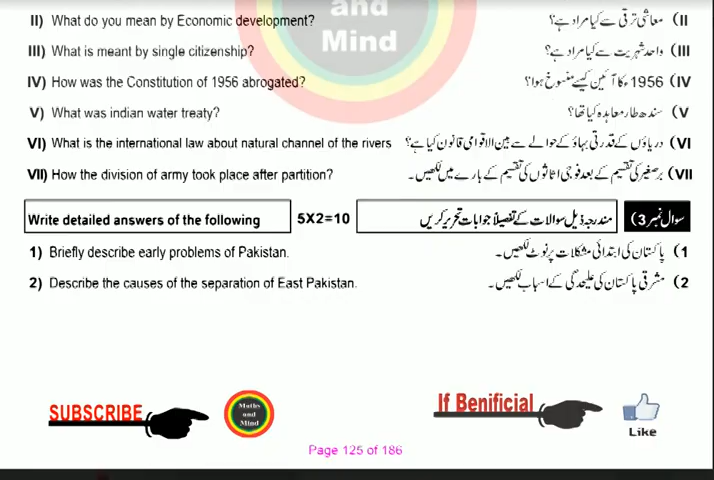 and
Mind
II) What do you mean by Economic development? معاشی ترقی سے کیا مراد ہے؟ (II
III) What is meant by single citizenship? واحد شہریت سے کیا مراد ہے؟ (III
IV) How was the Constitution of 1956 abrogated? 1956ء کا آئین کیسے منسوخ ہوا؟ (IV
V) What was indian water treaty? سندھ طاس معاہدہ کیا تھا؟ (V
VI) What is the international law about natural channel of the rivers دریاؤں کے قدرتی بہاؤ کے حوالے سے بین الاقوامی قانون کیا ہے؟ (VI
VII) How the division of army took place after partition? برصغیر کی تقسیم کے بعد فوجی اثاثوں کی تقسیم کے بارے میں لکھیں۔ (VII
Write detailed answers of the following 5X2=10 مندرجہ ذیل سوالات کے تفصیلاً جوابات تحریر کریں سوال نمبر 3)
1) Briefly describe early problems of Pakistan. پاکستان کی ابتدائی مشکلات پر نوٹ لکھیں۔ (1
2) Describe the causes of the separation of East Pakistan. مشرقی پاکستان کی علیحدگی کے اسباب لکھیں۔ (2
SUBSCRIBE
Maths
and
Mind
If Benificial
Like
Page 125 of 186